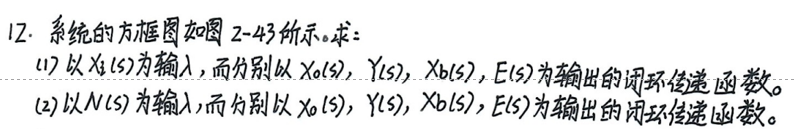 12. 系统的方框图如图2-43所示。求:
(1) 以Xi(s)为输入,而分别以Xo(s), Y(s), Xb(s), E(s)为输出的闭环传递函数。
(2) 以N(s)为输入,而分别以Xo(s), Y(s), Xb(s), E(s)为输出的闭环传递函数。